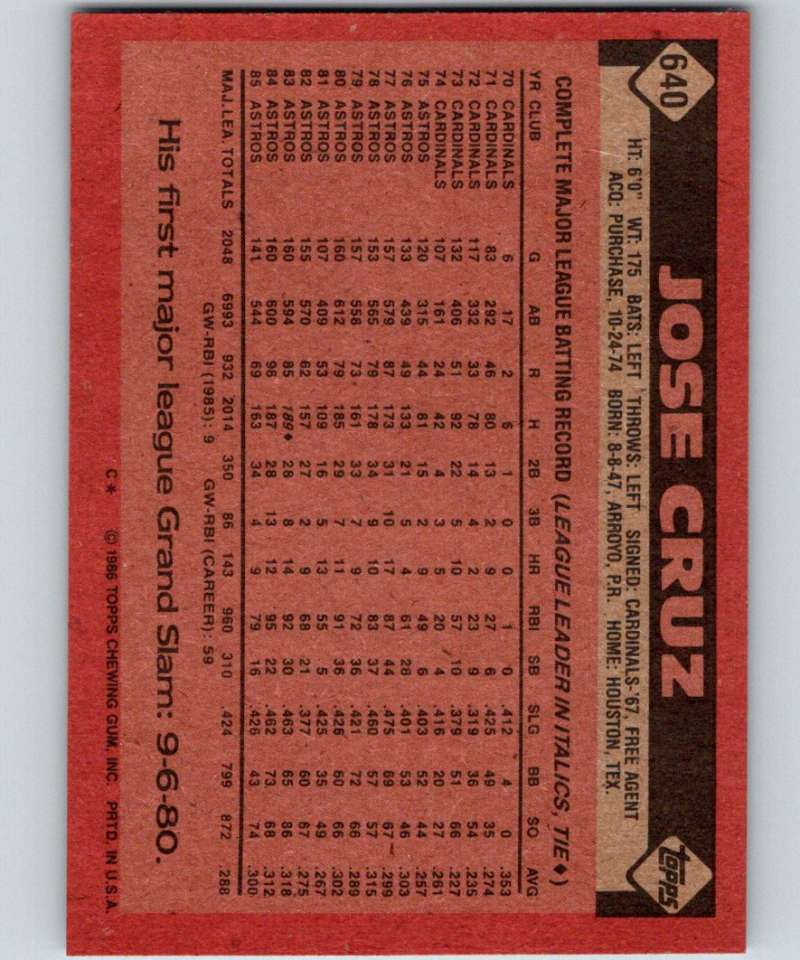 640
JOSE CRUZ
topps
HT: 6'0" WT: 175 BATS: LEFT THROWS: LEFT SIGNED: CARDINALS-'67, FREE AGENT
ACQ: PURCHASE, 10-24-74 BORN: 8-8-47, ARROYO, P.R. HOME: HOUSTON, TEX.
COMPLETE MAJOR LEAGUE BATTING RECORD (LEAGUE LEADER IN ITALICS, TIE ♦)
YR CLUB G AB R H 2B 3B HR RBI SB SLG BB SO AVG
70 CARDINALS 6 17 2 6 1 0 0 1 0 .412 4 0 .353
71 CARDINALS 83 292 46 80 13 2 9 27 6 .425 49 35 .274
72 CARDINALS 117 332 33 78 14 4 2 23 9 .319 36 54 .235
73 CARDINALS 132 406 51 92 22 5 10 57 10 .379 51 66 .227
74 CARDINALS 107 161 24 42 4 3 5 20 4 .416 20 27 .261
75 ASTROS 120 315 44 81 15 2 9 49 6 .403 52 44 .257
76 ASTROS 133 439 49 133 21 5 4 61 28 .401 53 46 .303
77 ASTROS 157 579 87 173 31 10 17 87 44 .475 69 67 .299
78 ASTROS 153 565 79 178 34 9 10 83 37 .460 57 57 .315
79 ASTROS 157 558 73 161 33 7 9 72 36 .421 72 66 .289
80 ASTROS 160 612 79 185 29 7 11 91 36 .426 60 66 .302
81 ASTROS 107 409 53 109 16 5 13 55 5 .425 35 49 .267
82 ASTROS 155 570 62 157 27 2 9 68 21 .377 60 67 .275
83 ASTROS 160 594 85 189♦ 28 8 14 92 30 .463 65 86 .318
84 ASTROS 160 600 96 187 28 13 12 95 22 .462 73 68 .312
85 ASTROS 141 544 69 163 34 4 9 79 16 .426 43 74 .300
MAJ.LEA. TOTALS 2048 6993 932 2014 350 86 143 960 310 .424 799 872 .288
GW-RBI (1985): 9 GW-RBI (CAREER): 59
His first major league Grand Slam: 9-6-80.
C* © 1986 TOPPS CHEWING GUM, INC. PRTD. IN U.S.A.